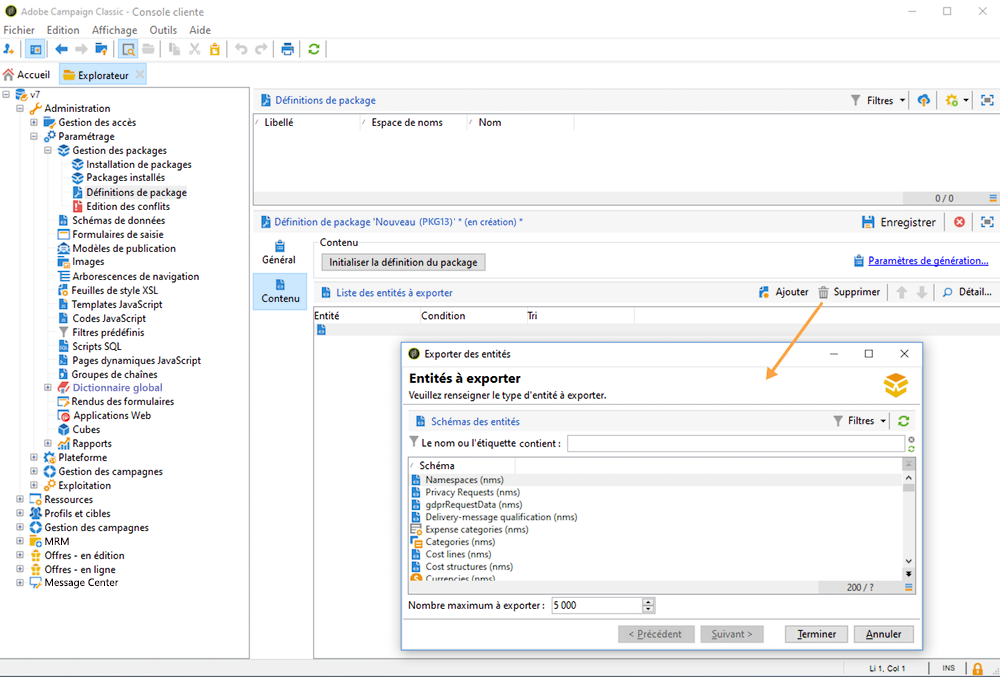 Adobe Campaign Classic - Console cliente
Fichier Edition Affichage Outils Aide
Accueil Explorateur
v7
Administration
Gestion des accès
Paramétrage
Gestion des packages
Installation de packages
Packages installés
Définitions de package
Edition des conflits
Schémas de données
Formulaires de saisie
Modèles de publication
Images
Arborescences de navigation
Feuilles de style XSL
Templates JavaScript
Codes JavaScript
Filtres prédéfinis
Scripts SQL
Pages dynamiques JavaScript
Groupes de chaînes
Dictionnaire global
Rendus des formulaires
Applications Web
Cubes
Rapports
Plateforme
Gestion des campagnes
Exploitation
Ressources
Profils et cibles
Gestion des campagnes
MRM
Offres - en édition
Offres - en ligne
Message Center
Définitions de package Filtres
Libellé Espace de noms Nom
0 / 0
Définition de package 'Nouveau (PKG13)' * (en création) * Enregistrer
Général
Contenu
Contenu
Initialiser la définition du package Paramètres de génération...
Liste des entités à exporter Ajouter Supprimer Détail...
Entité Condition Tri
Exporter des entités
Entités à exporter
Veuillez renseigner le type d'entité à exporter.
Schémas des entités Filtres
Le nom ou l'étiquette contient :
Schéma
Namespaces (nms)
Privacy Requests (nms)
gdprRequestData (nms)
Delivery-message qualification (nms)
Expense categories (nms)
Categories (nms)
Cost lines (nms)
Cost structures (nms)
Currencies (nms)
200 / ?
Nombre maximum à exporter : 5 000
< Précédent Suivant > Terminer Annuler
Li 1, Col 1 INS